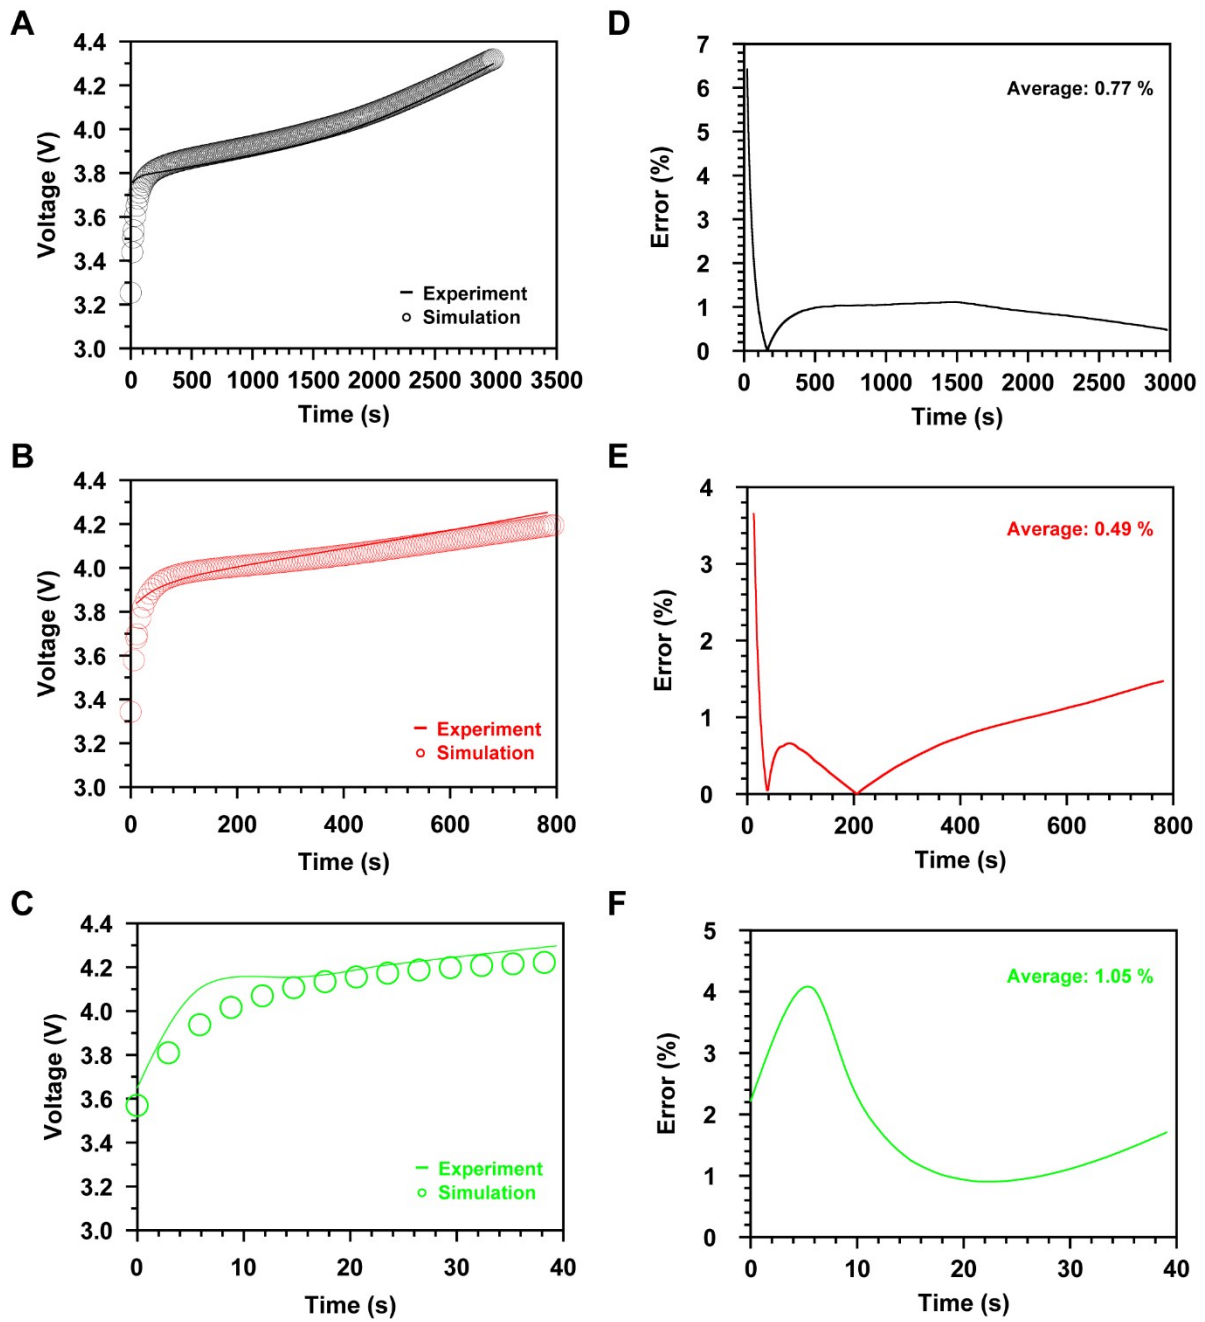 A
4.4
4.2
4.0
3.8
3.6
3.4
3.2
3.0
Voltage (V)
Experiment
Simulation
0 500 1000 1500 2000 2500 3000 3500
Time (s)
D
7
6
5
4
3
2
1
0
Error (%)
Average: 0.77 %
0 500 1000 1500 2000 2500 3000
Time (s)
B
4.4
4.2
4.0
3.8
3.6
3.4
3.2
3.0
Voltage (V)
Experiment
Simulation
0 200 400 600 800
Time (s)
E
4
3
2
1
0
Error (%)
Average: 0.49 %
0 200 400 600 800
Time (s)
C
4.4
4.2
4.0
3.8
3.6
3.4
3.2
3.0
Voltage (V)
Experiment
Simulation
0 10 20 30 40
Time (s)
F
5
4
3
2
1
0
Error (%)
Average: 1.05 %
0 10 20 30 40
Time (s)